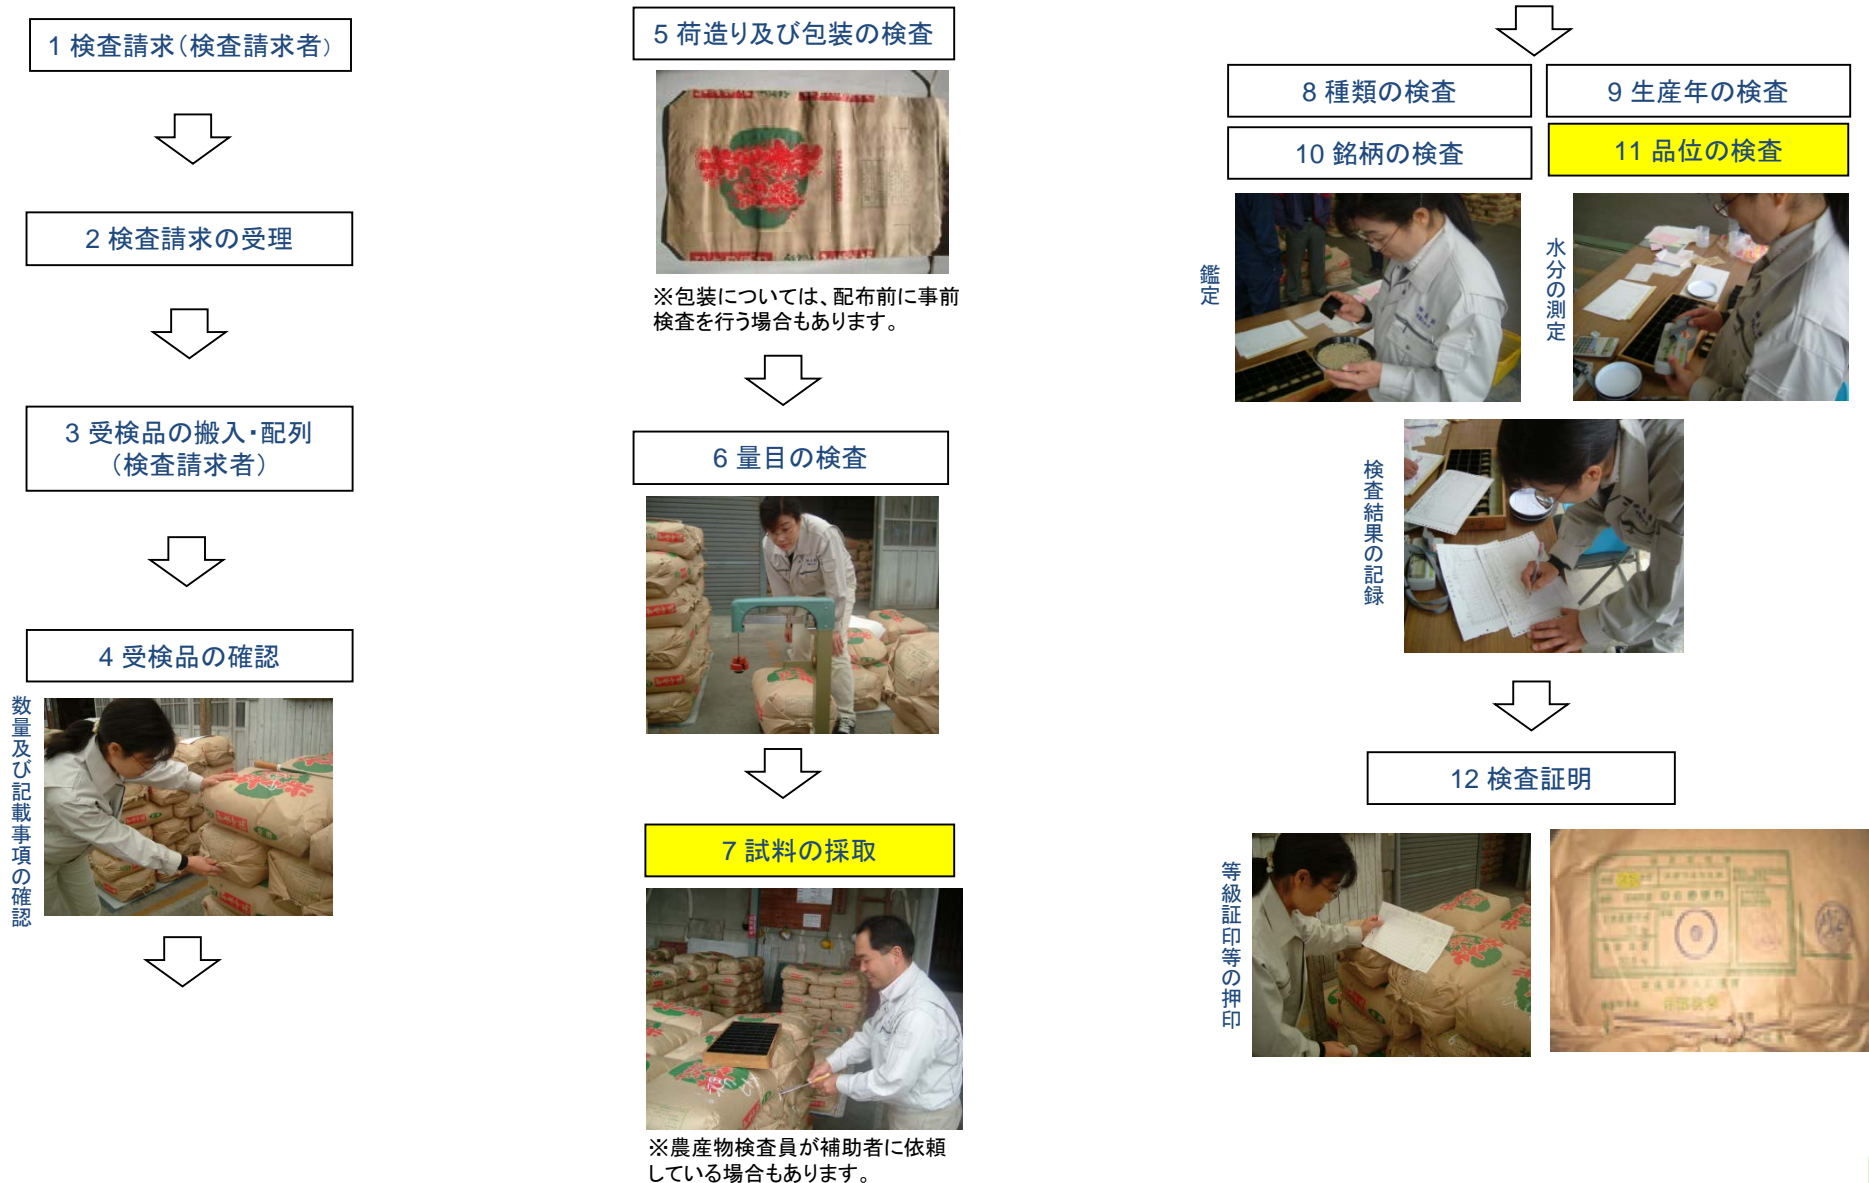 1 検査請求(検査請求者)
2 検査請求の受理
3 受検品の搬入・配列
(検査請求者)
4 受検品の確認
数量及び記載事項の確認
5 荷造り及び包装の検査
※包装については、配布前に事前
検査を行う場合もあります。
6 量目の検査
7 試料の採取
※農産物検査員が補助者に依頼
している場合もあります。
8 種類の検査
9 生産年の検査
10 銘柄の検査
11 品位の検査
鑑定
水分の測定
検査結果の記録
12 検査証明
等級証印等の押印